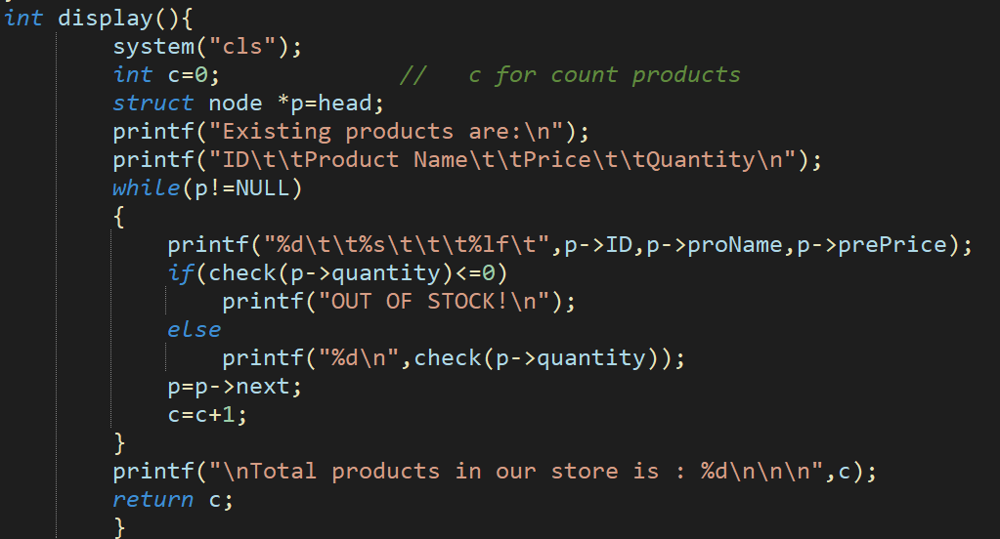 int display(){
system("cls");
int c=0; // c for count products
struct node *p=head;
printf("Existing products are:\n");
printf("ID\t\tProduct Name\t\tPrice\t\tQuantity\n");
while(p!=NULL)
{
printf("%d\t\t%s\t\t\t%lf\t",p->ID,p->proName,p->prePrice);
if(check(p->quantity)<=0)
printf("OUT OF STOCK!\n");
else
printf("%d\n",check(p->quantity));
p=p->next;
c=c+1;
}
printf("\nTotal products in our store is : %d\n\n\n",c);
return c;
}